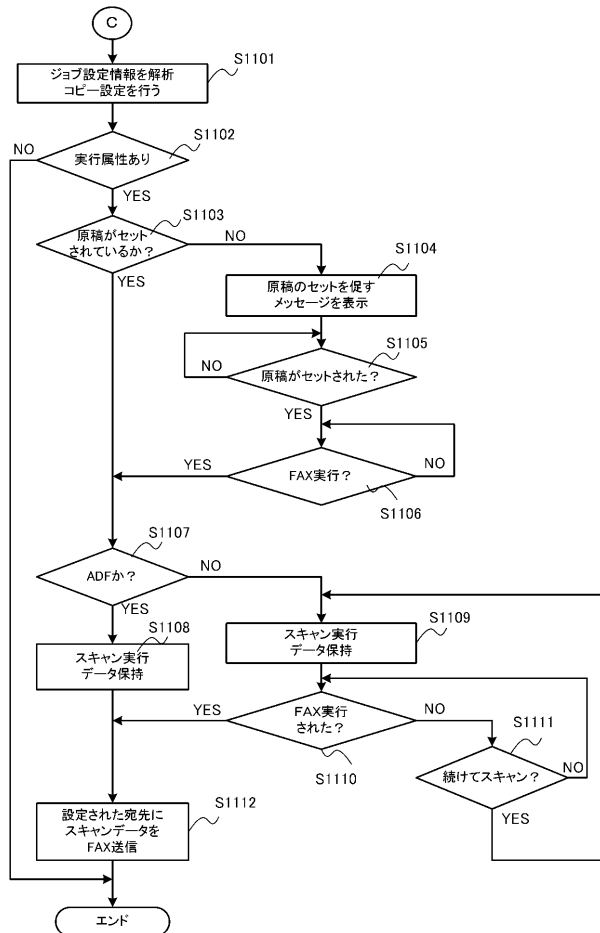 C
S1101
ジョブ設定情報を解析
コピー設定を行う
S1102
実行属性あり
NO
YES
S1103
原稿がセット
されているか？
NO
YES
S1104
原稿のセットを促す
メッセージを表示
S1105
原稿がセットされた？
NO
YES
FAX実行？
YES
NO
S1106
S1107
ADFか？
NO
YES
S1108
スキャン実行
データ保持
S1109
スキャン実行
データ保持
FAX実行
された？
YES
NO
S1110
S1111
続けてスキャン？
NO
YES
S1112
設定された宛先に
スキャンデータを
FAX送信
エンド